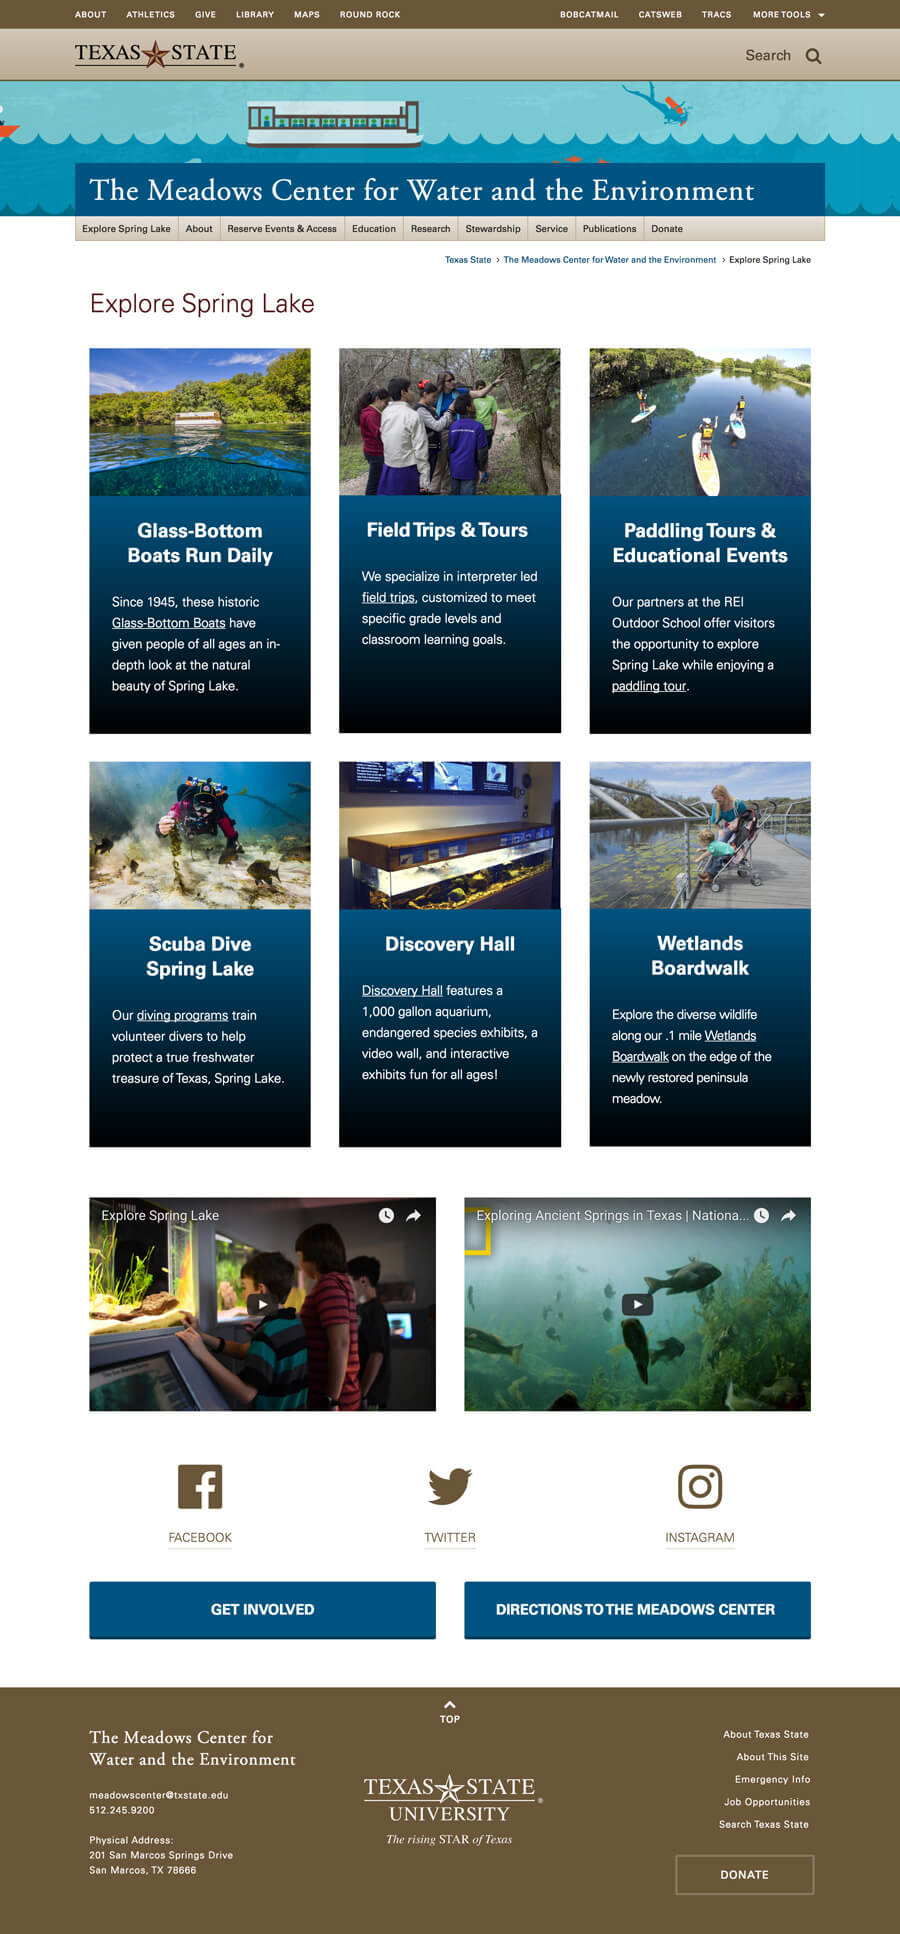 ABOUT ATHLETICS GIVE LIBRARY MAPS ROUND ROCK BOBCATMAIL CATSWEB TRACS MORE TOOLS
TEXAS STATE ®
Search
The Meadows Center for Water and the Environment
Explore Spring Lake About Reserve Events & Access Education Research Stewardship Service Publications Donate
Texas State › The Meadows Center for Water and the Environment › Explore Spring Lake
Explore Spring Lake
Glass-Bottom
Boats Run Daily
Since 1945, these historic
Glass-Bottom Boats have
given people of all ages an in-
depth look at the natural
beauty of Spring Lake.
Field Trips & Tours
We specialize in interpreter led
field trips, customized to meet
specific grade levels and
classroom learning goals.
Paddling Tours &
Educational Events
Our partners at the REI
Outdoor School offer visitors
the opportunity to explore
Spring Lake while enjoying a
paddling tour.
Scuba Dive
Spring Lake
Our diving programs train
volunteer divers to help
protect a true freshwater
treasure of Texas, Spring Lake.
Discovery Hall
Discovery Hall features a
1,000 gallon aquarium,
endangered species exhibits, a
video wall, and interactive
exhibits fun for all ages!
Wetlands
Boardwalk
Explore the diverse wildlife
along our .1 mile Wetlands
Boardwalk on the edge of the
newly restored peninsula
meadow.
Explore Spring Lake
Exploring Ancient Springs in Texas | Nationa...
FACEBOOK
TWITTER
INSTAGRAM
GET INVOLVED
DIRECTIONS TO THE MEADOWS CENTER
TOP
The Meadows Center for
Water and the Environment
meadowscenter@txstate.edu
512.245.9200
Physical Address:
201 San Marcos Springs Drive
San Marcos, TX 78666
TEXAS STATE ®
UNIVERSITY
The rising STAR of Texas
About Texas State
About This Site
Emergency Info
Job Opportunities
Search Texas State
DONATE